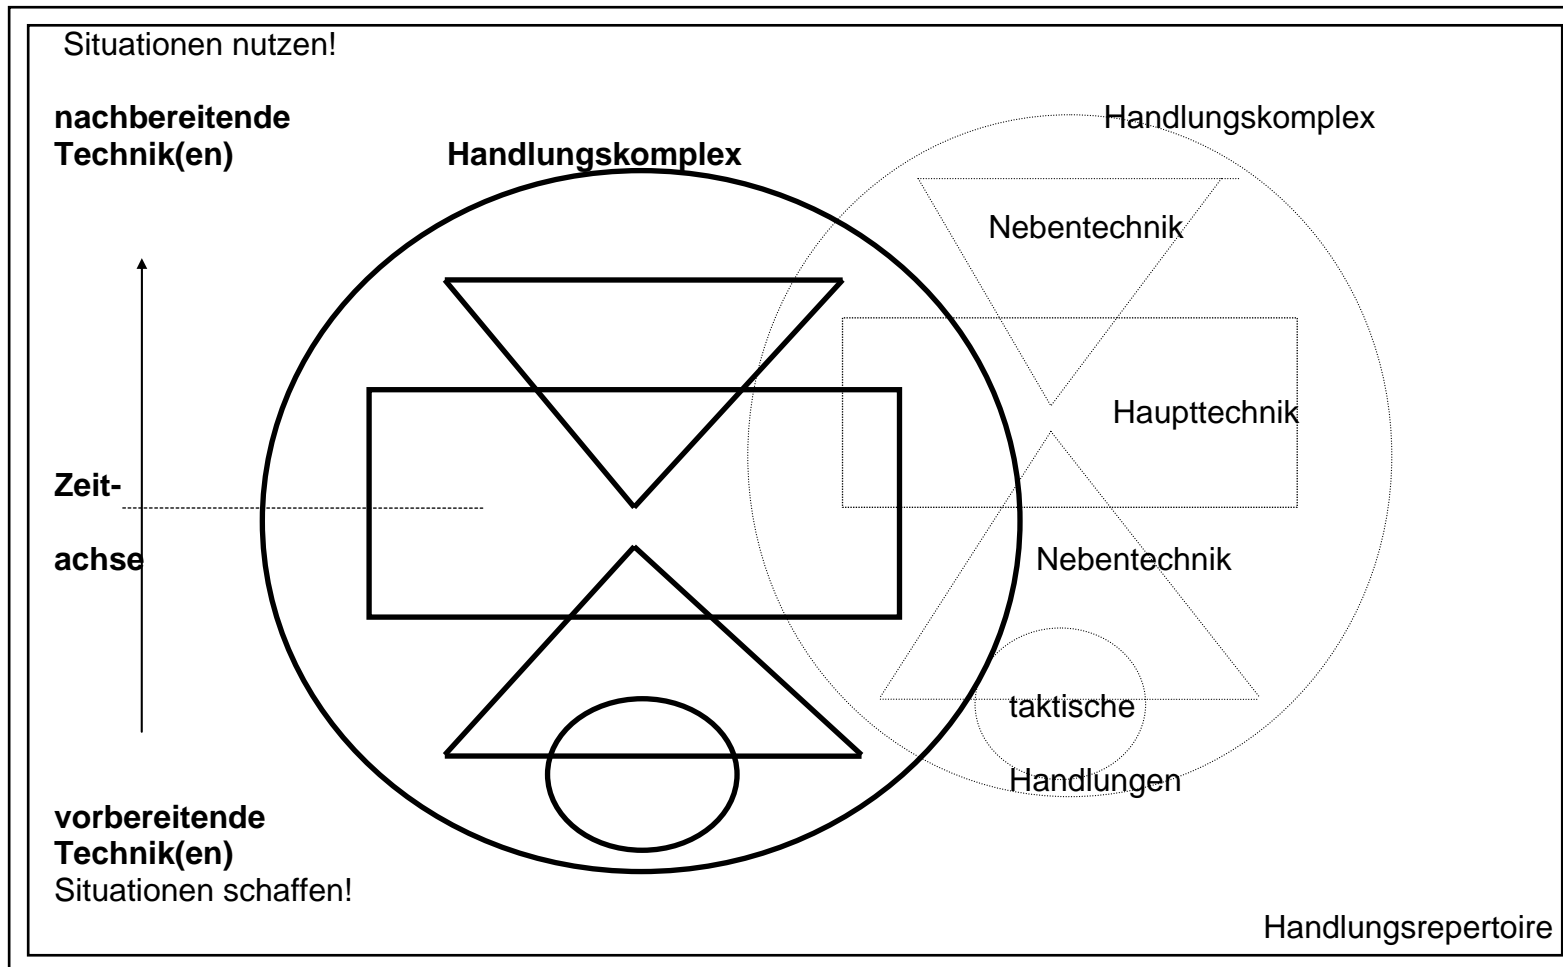 Situationen nutzen!
nachbereitende
Technik(en)
Handlungskomplex
Handlungskomplex
Nebentechnik
Haupttechnik
Zeit-
achse
Nebentechnik
taktische
Handlungen
vorbereitende
Technik(en)
Situationen schaffen!
Handlungsrepertoire